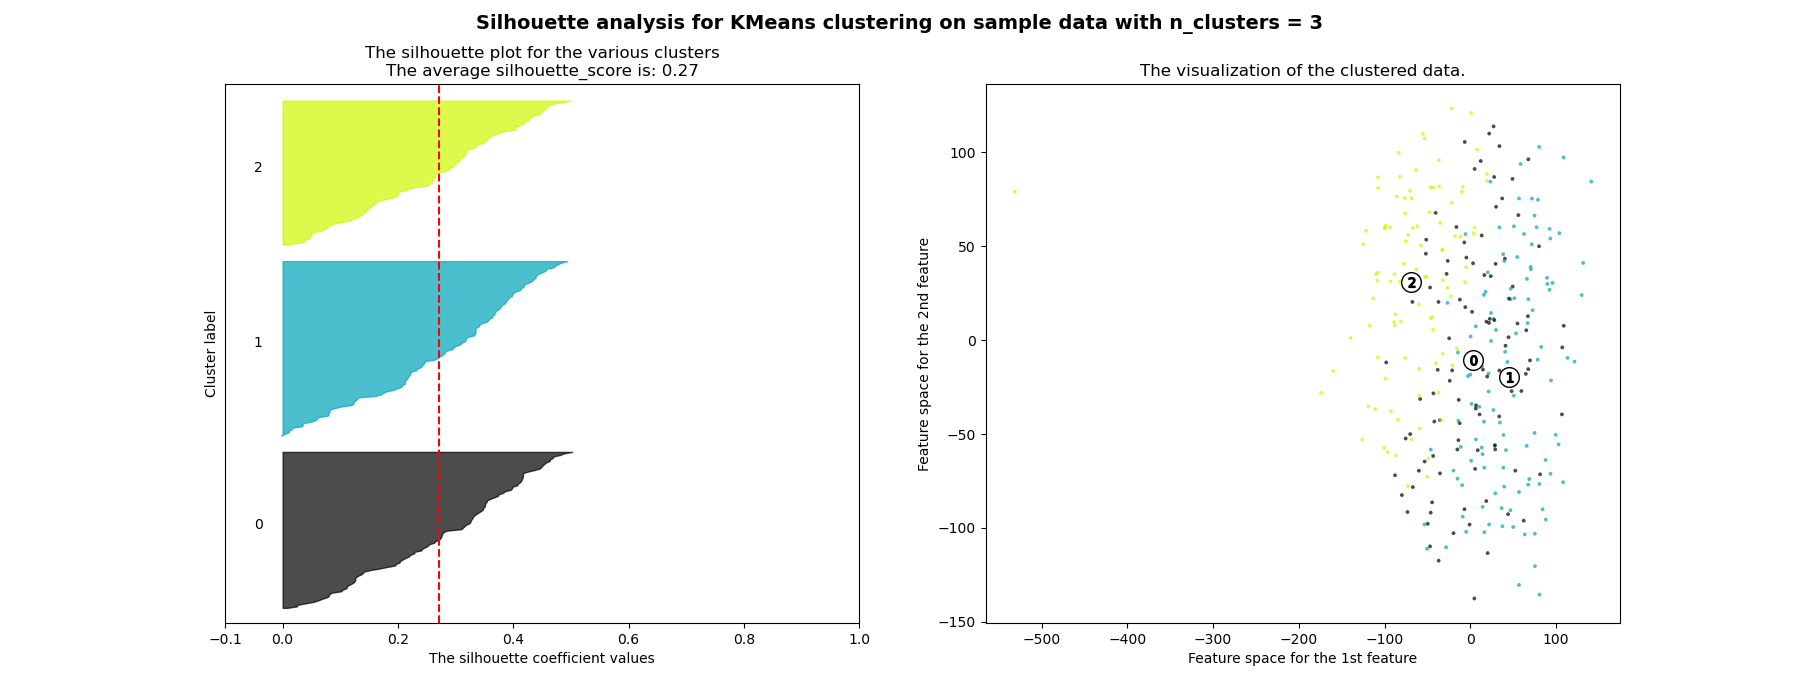 Silhouette analysis for KMeans clustering on sample data with n_clusters = 3
The silhouette plot for the various clusters
The average silhouette_score is: 0.27
Cluster label
2
1
0
−0.1 0.0 0.2 0.4 0.6 0.8 1.0
The silhouette coefficient values
The visualization of the clustered data.
Feature space for the 2nd feature
100
50
0
−50
−100
−150
2
0
1
−500 −400 −300 −200 −100 0 100
Feature space for the 1st feature